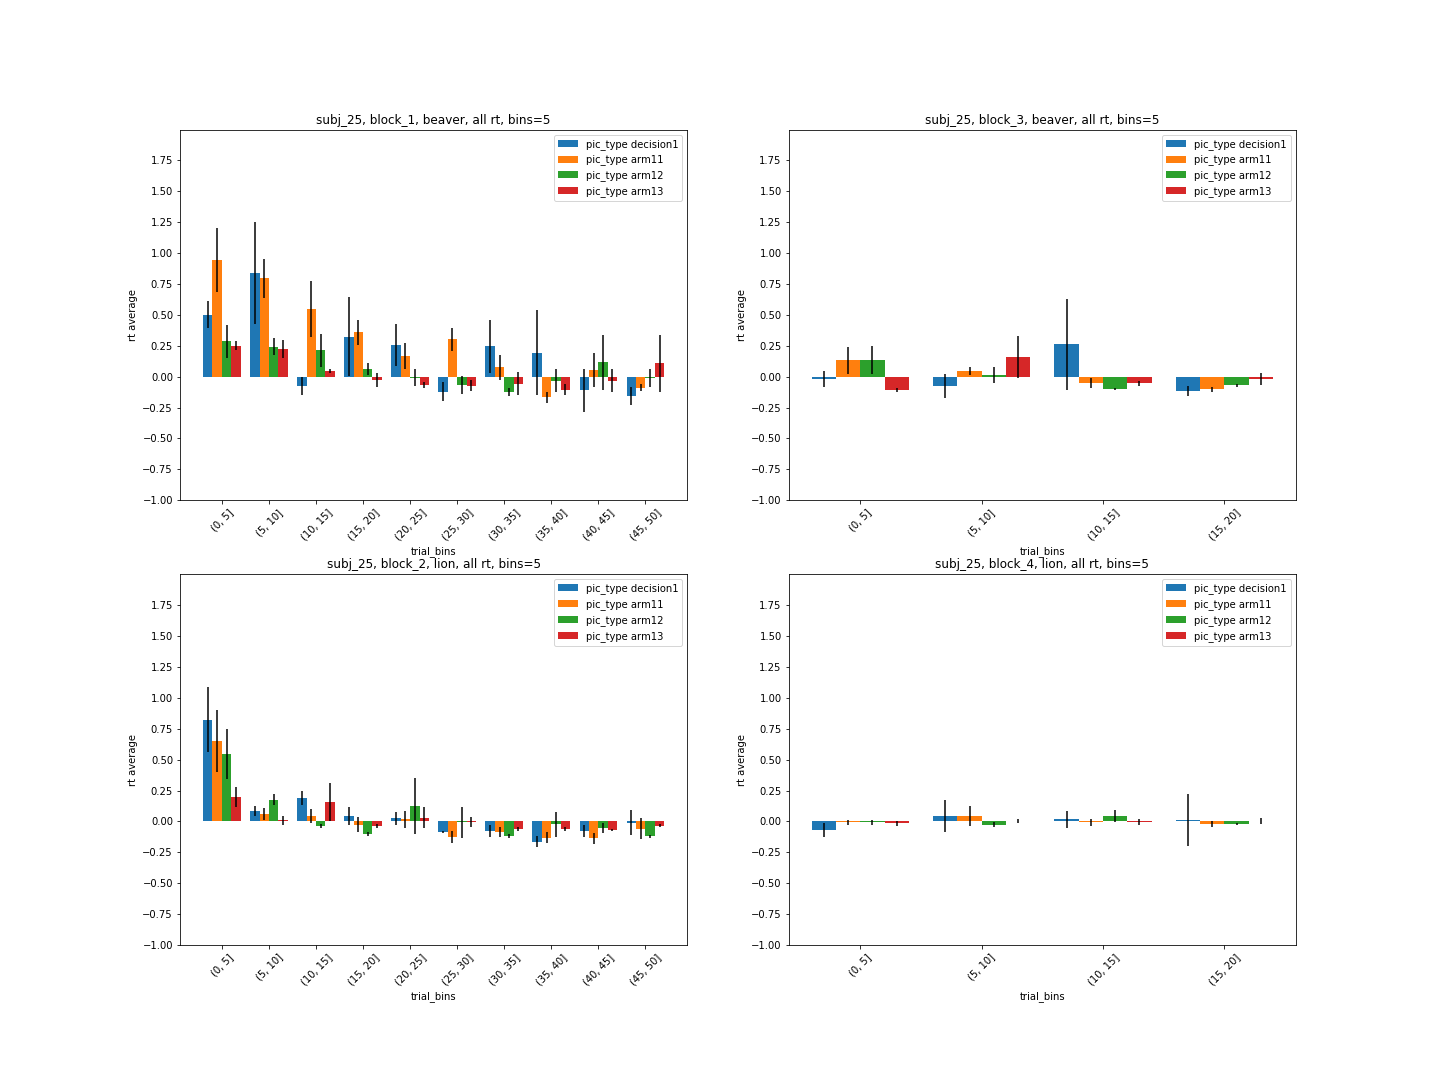 subj_25, block_1, beaver, all rt, bins=5
1.75
1.50
1.25
1.00
0.75
0.50
0.25
0.00
−0.25
−0.50
−0.75
−1.00
rt average
pic_type decision1
pic_type arm11
pic_type arm12
pic_type arm13
(0, 5]
(5, 10]
(10, 15]
(15, 20]
(20, 25]
(25, 30]
(30, 35]
(35, 40]
(40, 45]
(45, 50]
trial_bins
subj_25, block_3, beaver, all rt, bins=5
1.75
1.50
1.25
1.00
0.75
0.50
0.25
0.00
−0.25
−0.50
−0.75
−1.00
rt average
pic_type decision1
pic_type arm11
pic_type arm12
pic_type arm13
(0, 5]
(5, 10]
(10, 15]
(15, 20]
trial_bins
subj_25, block_2, lion, all rt, bins=5
1.75
1.50
1.25
1.00
0.75
0.50
0.25
0.00
−0.25
−0.50
−0.75
−1.00
rt average
pic_type decision1
pic_type arm11
pic_type arm12
pic_type arm13
(0, 5]
(5, 10]
(10, 15]
(15, 20]
(20, 25]
(25, 30]
(30, 35]
(35, 40]
(40, 45]
(45, 50]
trial_bins
subj_25, block_4, lion, all rt, bins=5
1.75
1.50
1.25
1.00
0.75
0.50
0.25
0.00
−0.25
−0.50
−0.75
−1.00
rt average
pic_type decision1
pic_type arm11
pic_type arm12
pic_type arm13
(0, 5]
(5, 10]
(10, 15]
(15, 20]
trial_bins